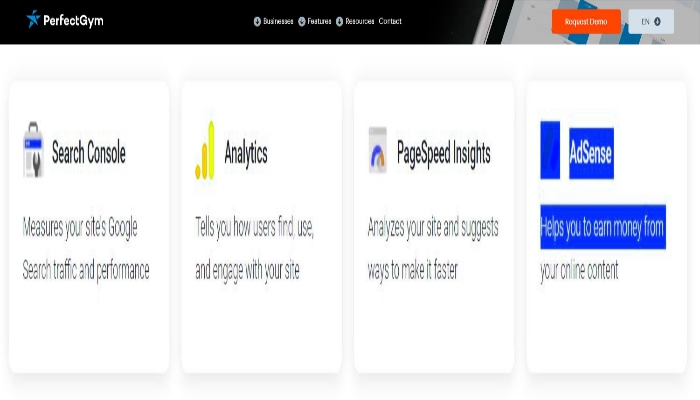 PerfectGym
Businesses Features Resources Contact
Request Demo
EN
Search Console
Measures your site's Google
Search traffic and performance
Analytics
Tells you how users find, use,
and engage with your site
PageSpeed Insights
Analyzes your site and suggests
ways to make it faster
AdSense
Helps you to earn money from
your online content